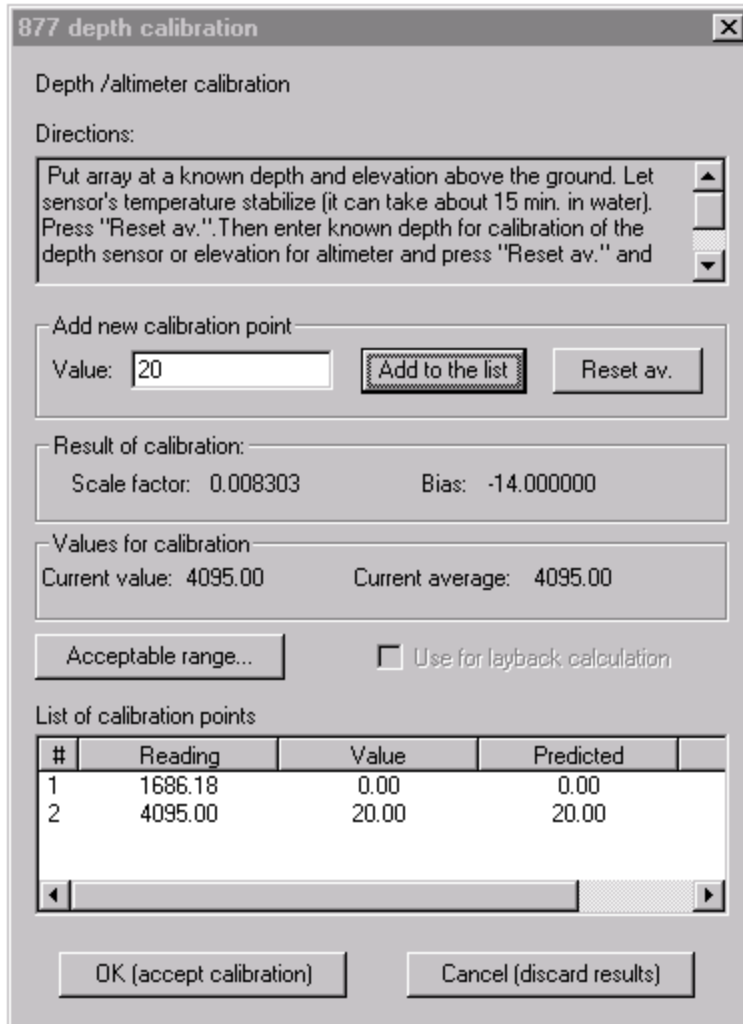 877 depth calibration
Depth /altimeter calibration
Directions:
Put array at a known depth and elevation above the ground. Let
sensor's temperature stabilize (it can take about 15 min. in water).
Press "Reset av.".Then enter known depth for calibration of the
depth sensor or elevation for altimeter and press "Reset av." and
Add new calibration point
Value: 20 Add to the list Reset av.
Result of calibration:
Scale factor: 0.008303 Bias: -14.000000
Values for calibration
Current value: 4095.00 Current average: 4095.00
Acceptable range... Use for layback calculation
List of calibration points
# Reading Value Predicted
1 1686.18 0.00 0.00
2 4095.00 20.00 20.00
OK (accept calibration) Cancel (discard results)